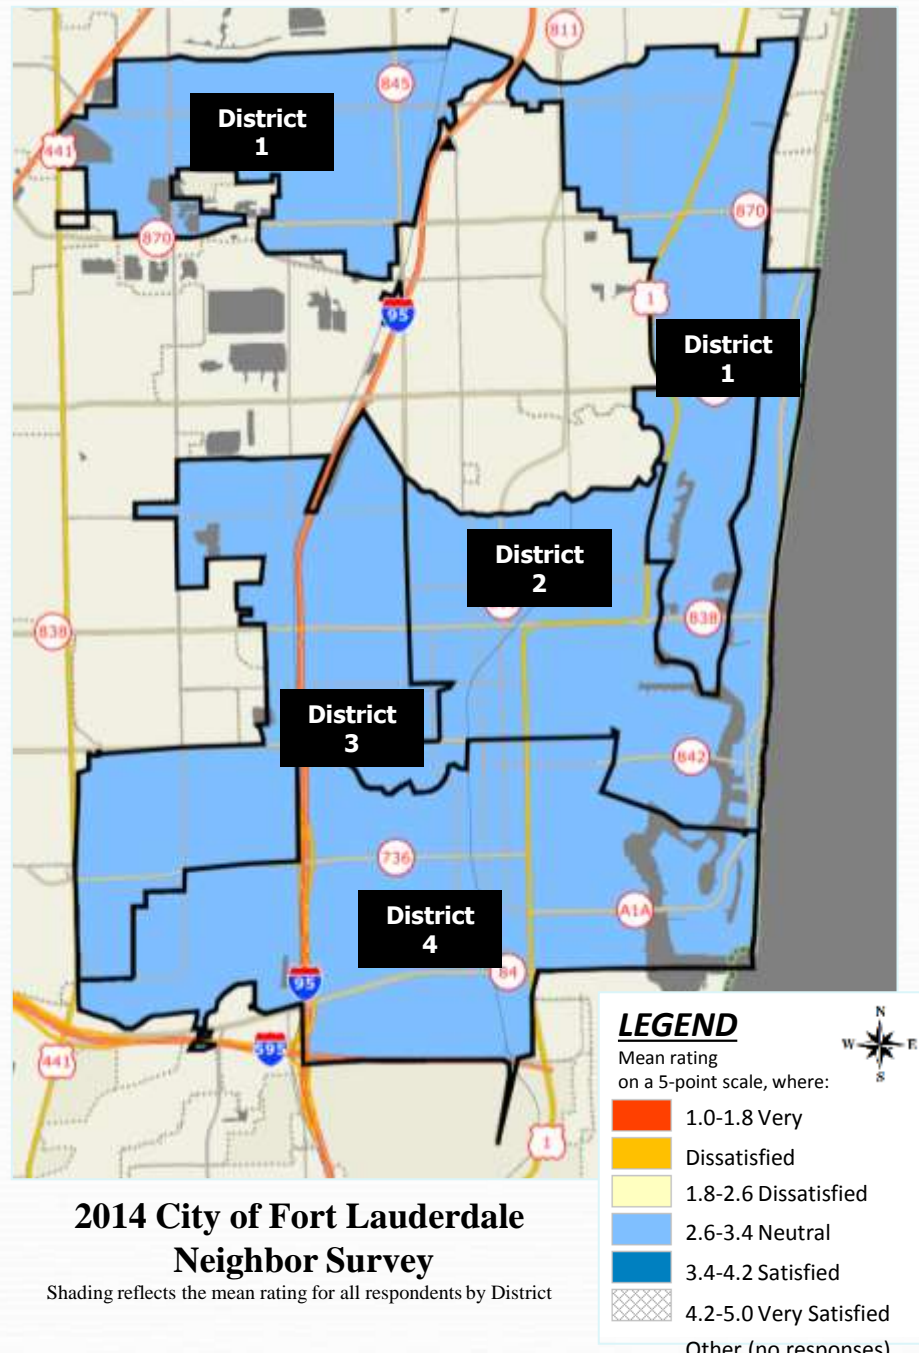 811
845
District
1
441
870
870
95
1
District
1
District
2
838
838
District
3
842
736
District
4
A1A
84
95
441
595
1
LEGEND
Mean rating
on a 5-point scale, where:
1.0-1.8 Very
Dissatisfied
1.8-2.6 Dissatisfied
2.6-3.4 Neutral
3.4-4.2 Satisfied
4.2-5.0 Very Satisfied
Other (no responses)
N
W
E
S
2014 City of Fort Lauderdale
Neighbor Survey
Shading reflects the mean rating for all respondents by District